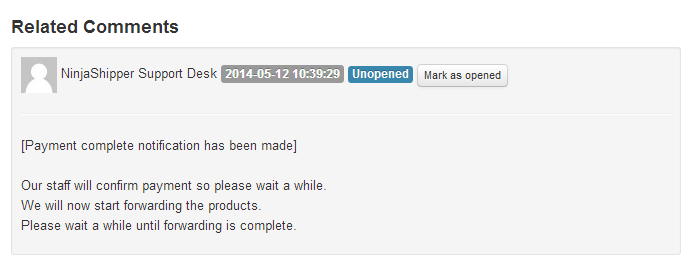 Related Comments
NinjaShipper Support Desk 2014-05-12 10:39:29 Unopened Mark as opened
[Payment complete notification has been made]
Our staff will confirm payment so please wait a while.
We will now start forwarding the products.
Please wait a while until forwarding is complete.